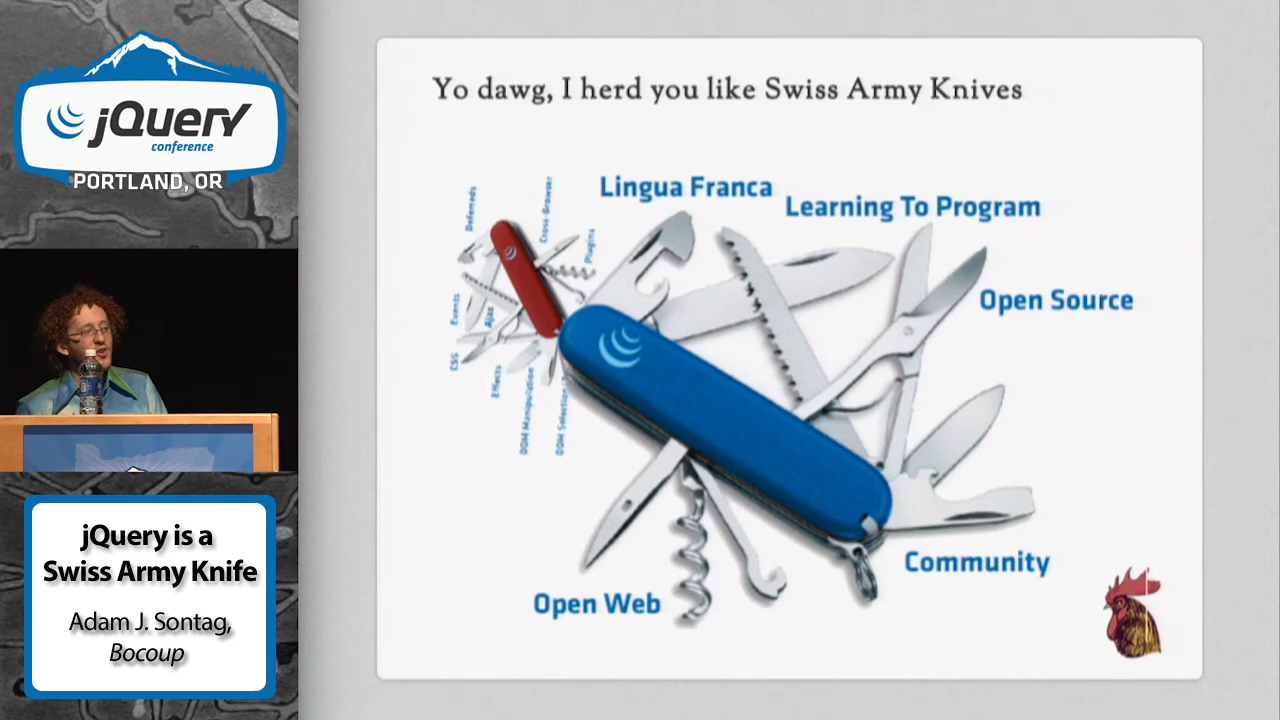 jQuery
conference
PORTLAND, OR
jQuery is a
Swiss Army Knife
Adam J. Sontag,
Bocoup
Yo dawg, I herd you like Swiss Army Knives
Lingua Franca
Learning To Program
Open Source
Community
Open Web
Deferreds
Cross-Browser
Plugins
Events
Ajax
CSS
Effects
DOM Manipulation
DOM Selection